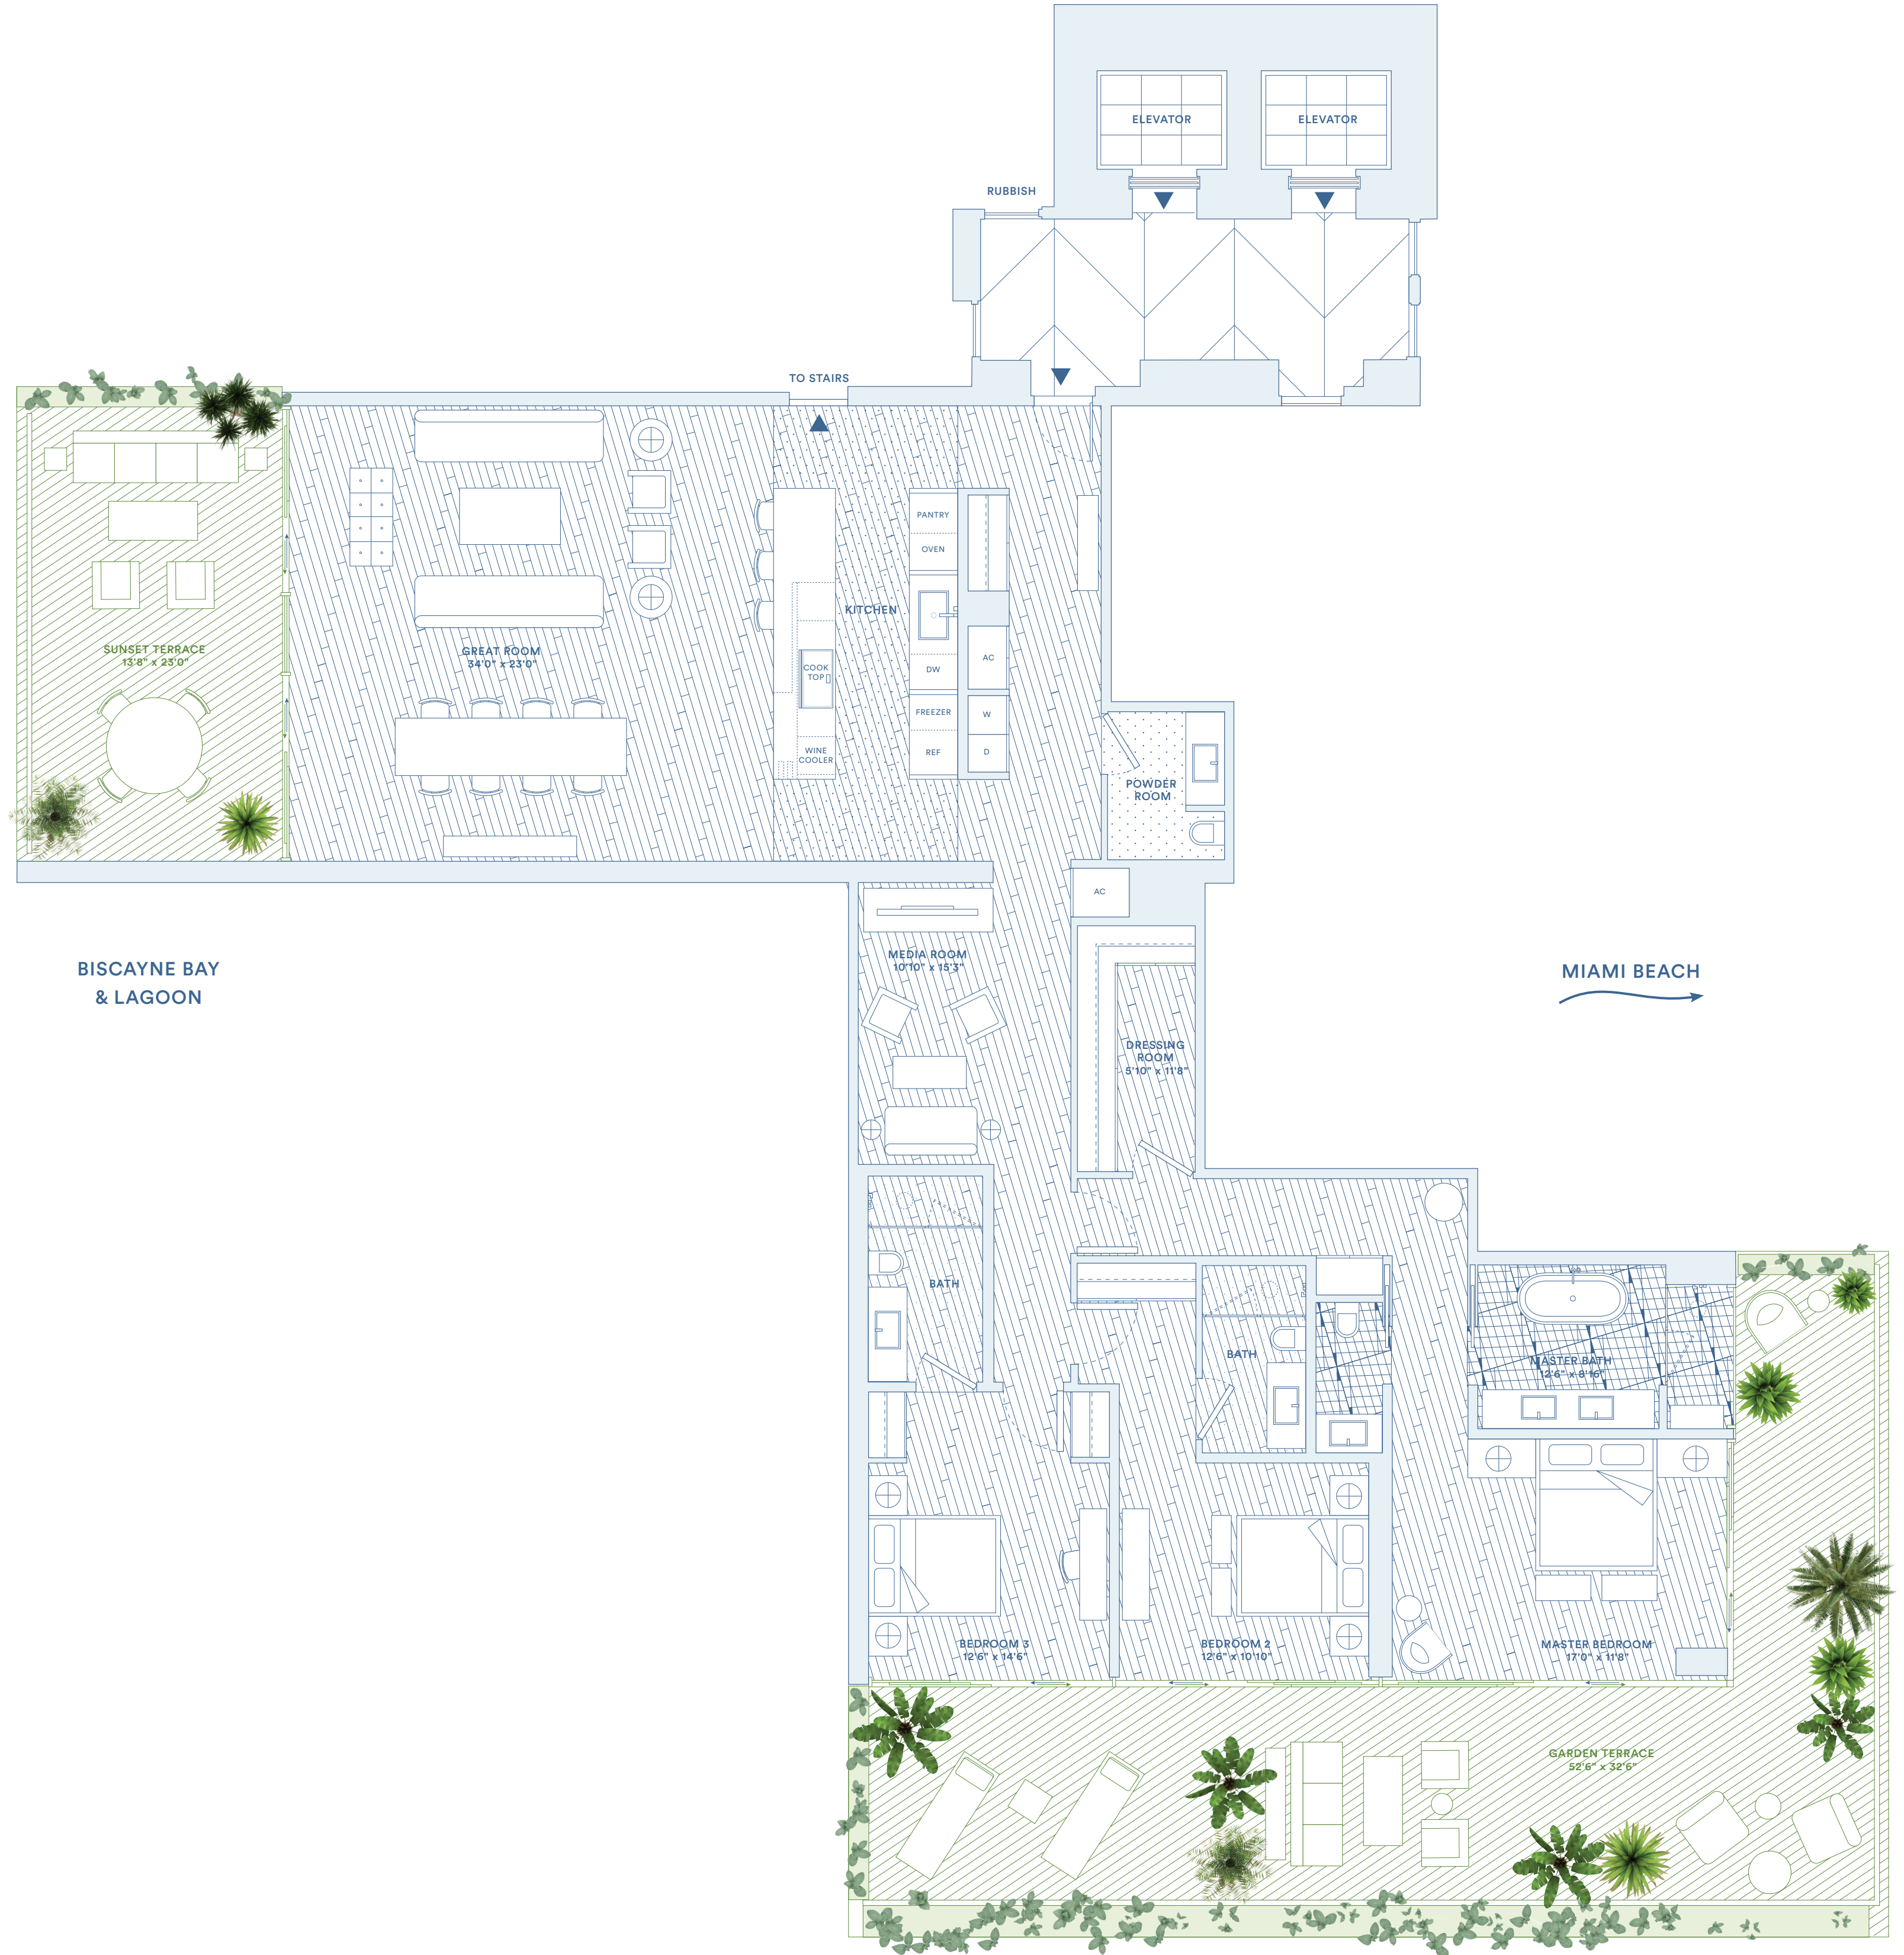 ELEVATOR
ELEVATOR
RUBBISH
TO STAIRS
PANTRY
OVEN
KITCHEN
SUNSET TERRACE
13'8" x 23'0"
GREAT ROOM
34'0" x 23'0"
COOK
TOP
DW
AC
FREEZER
W
WINE
COOLER
REF
D
POWDER
ROOM
AC
MEDIA ROOM
10'10" x 15'3"
BISCAYNE BAY
& LAGOON
MIAMI BEACH
DRESSING
ROOM
5'10" x 11'8"
BATH
BATH
MASTER BATH
12'6" x 8'16"
BEDROOM 3
12'6" x 14'6"
BEDROOM 2
12'6" x 10'10"
MASTER BEDROOM
17'0" x 11'8"
GARDEN TERRACE
52'6" x 32'6"